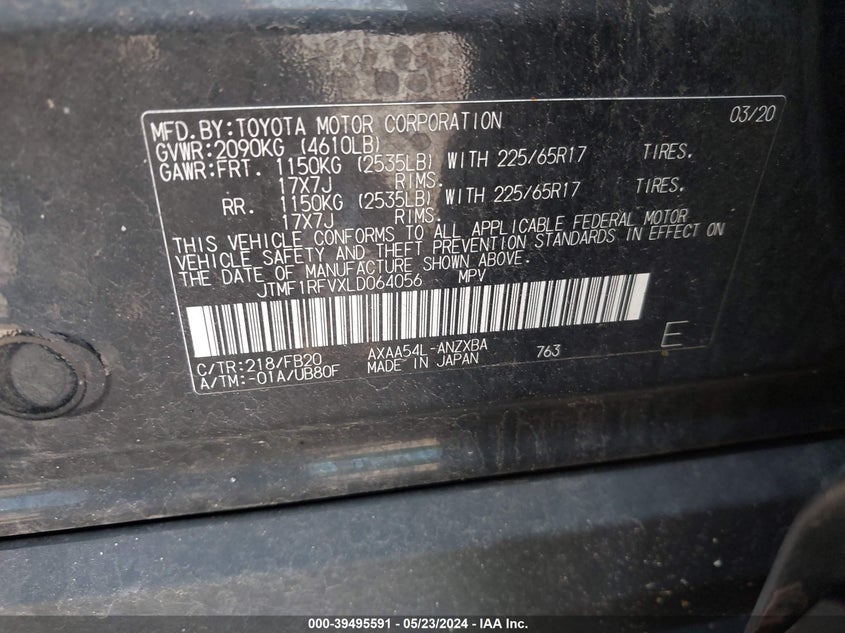 MFD.BY:TOYOTA MOTOR CORPORATION 03/20
GVWR:2090KG (4610LB)
GAWR:FRT. 1150KG (2535LB) WITH 225/65R17 TIRES.
17X7J RIMS.
RR. 1150KG (2535LB) WITH 225/65R17 TIRES.
17X7J RIMS.
THIS VEHICLE CONFORMS TO ALL APPLICABLE FEDERAL MOTOR
VEHICLE SAFETY AND THEFT PREVENTION STANDARDS IN EFFECT ON
THE DATE OF MANUFACTURE SHOWN ABOVE.
JTMF1RFVXLD064056 MPV
C/TR:218/FB20 AXAA54L-ANZXBA 763 E
A/TM:-01A/UB80F MADE IN JAPAN
000-39495591 - 05/23/2024 - IAA Inc.